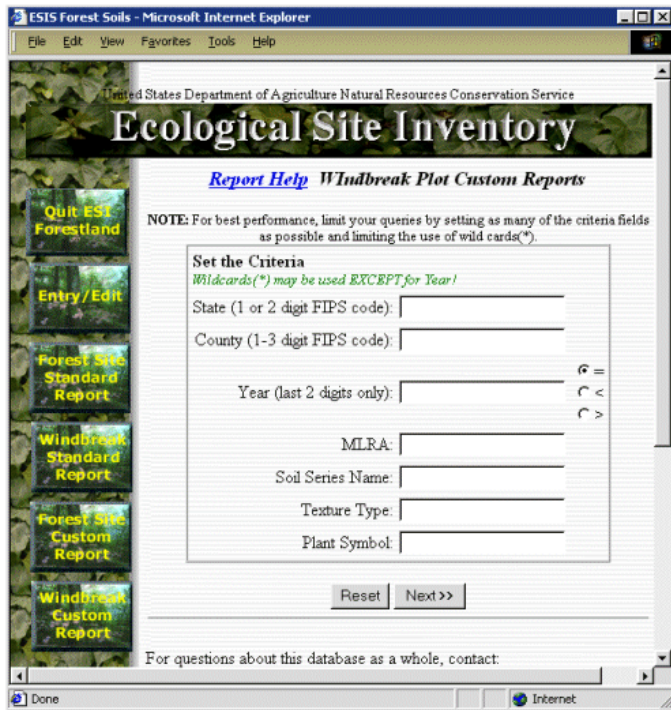 ESIS Forest Soils - Microsoft Internet Explorer
File Edit View Favorites Tools Help
United States Department of Agriculture Natural Resources Conservation Service
Ecological Site Inventory
Report Help WIndbreak Plot Custom Reports
NOTE: For best performance, limit your queries by setting as many of the criteria fields
as possible and limiting the use of wild cards(*).
Quit ESI
Forestland
Entry/Edit
Forest Site
Standard
Report
Windbreak
Standard
Report
Forest Site
Custom
Report
Windbreak
Custom
Report
Set the Criteria
Wildcards(*) may be used EXCEPT for Year!
State (1 or 2 digit FIPS code):
County (1-3 digit FIPS code):
Year (last 2 digits only):
=
<
>
MLRA:
Soil Series Name:
Texture Type:
Plant Symbol:
Reset Next>>
For questions about this database as a whole, contact:
Done Internet